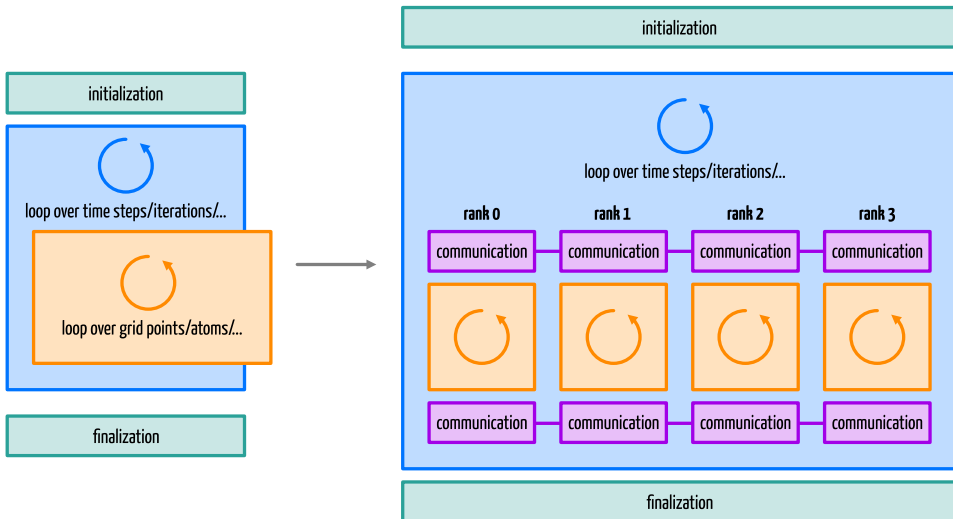 initialization
loop over time steps/iterations/...
loop over grid points/atoms/...
finalization
initialization
loop over time steps/iterations/...
rank 0 rank 1 rank 2 rank 3
communication communication communication communication
communication communication communication communication
finalization